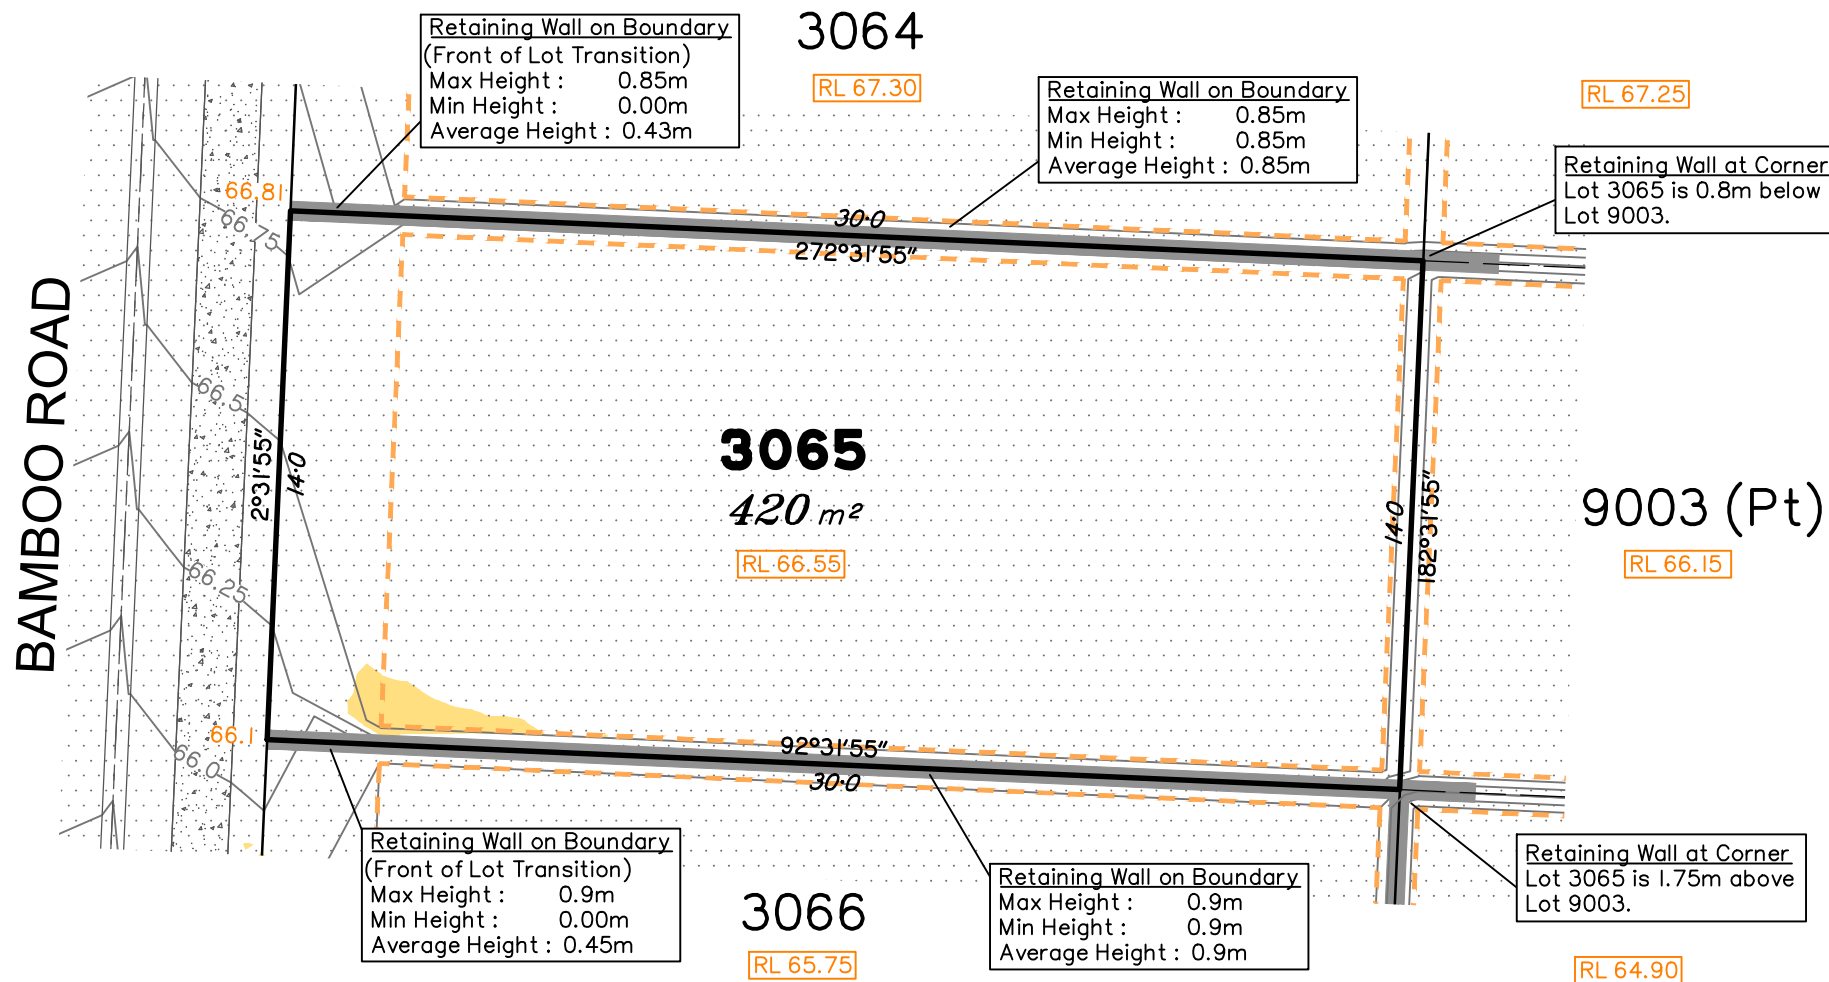 Retaining Wall on Boundary
(Front of Lot Transition)
Max Height : 0.85m
Min Height : 0.00m
Average Height : 0.43m
3064
RL 67.30
Retaining Wall on Boundary
Max Height : 0.85m
Min Height : 0.85m
Average Height : 0.85m
RL 67.25
Retaining Wall at Corner
Lot 3065 is 0.8m below
Lot 9003.
66.81
66.75
30·0
272°31'55"
BAMBOO ROAD
66.5
2°31'55"
14·0
3065
420 m²
RL 66.55
14·0
182°31'55"
9003 (Pt)
RL 66.15
66.25
66.1
66.0
92°31'55"
30·0
Retaining Wall on Boundary
(Front of Lot Transition)
Max Height : 0.9m
Min Height : 0.00m
Average Height : 0.45m
3066
RL 65.75
Retaining Wall on Boundary
Max Height : 0.9m
Min Height : 0.9m
Average Height : 0.9m
Retaining Wall at Corner
Lot 3065 is 1.75m above
Lot 9003.
RL 64.90